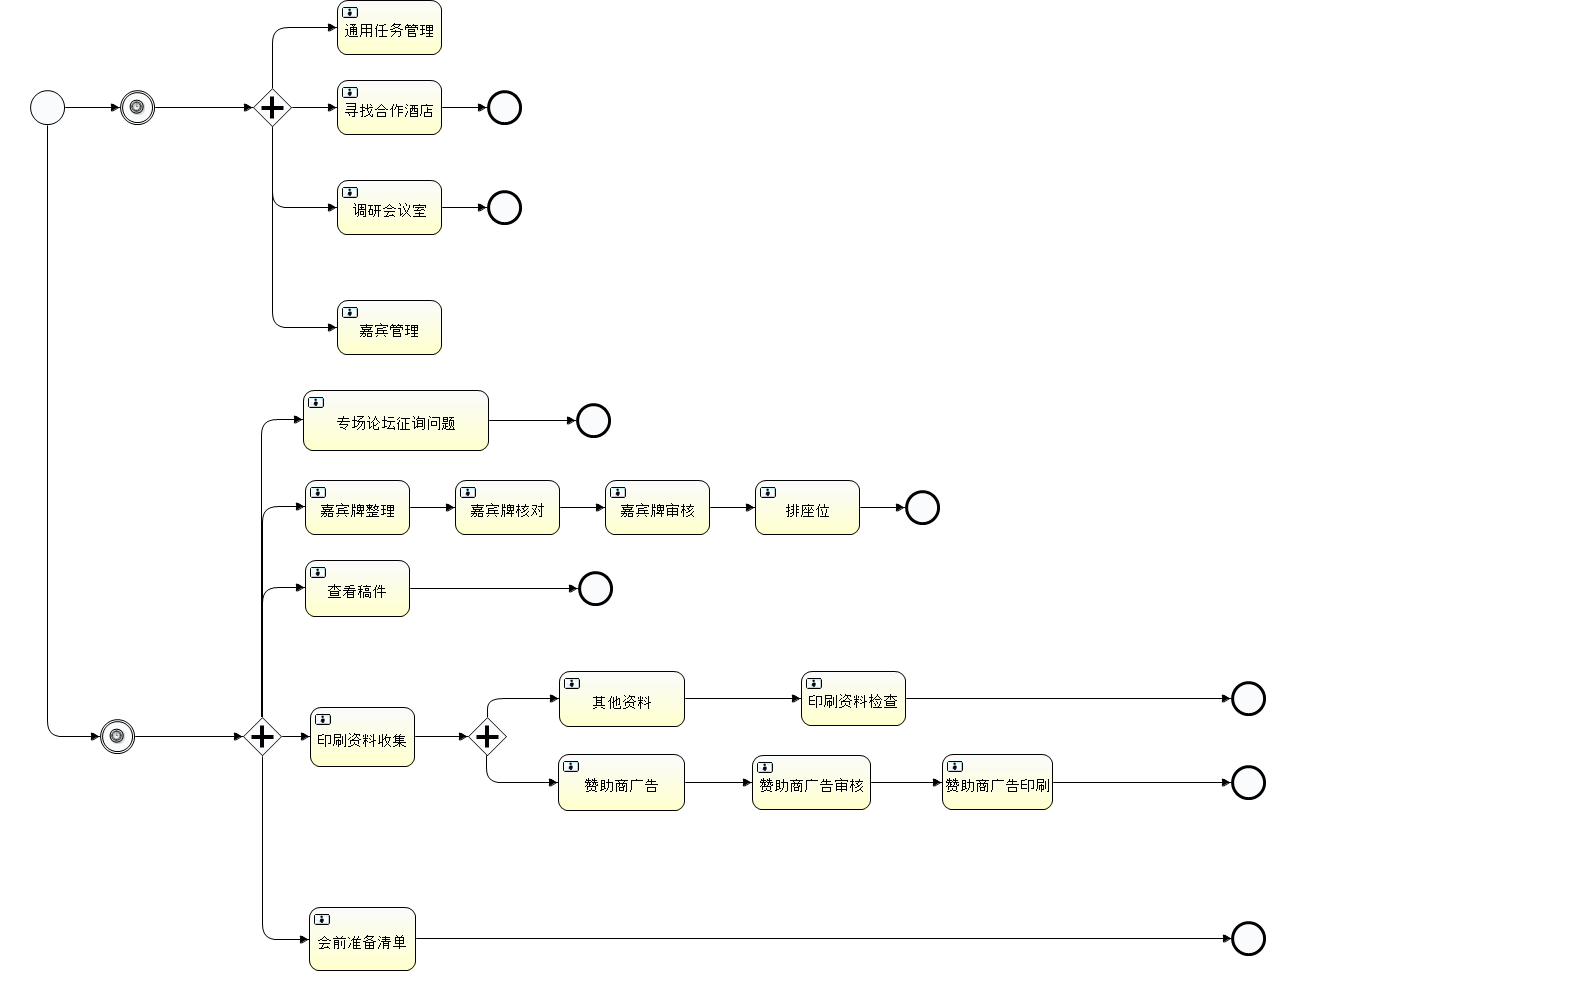 通用任务管理
寻找合作酒店
调研会议室
嘉宾管理
专场论坛征询问题
嘉宾牌整理
嘉宾牌核对
嘉宾牌审核
排座位
查看稿件
其他资料
印刷资料检查
印刷资料收集
赞助商广告
赞助商广告审核
赞助商广告印刷
会前准备清单